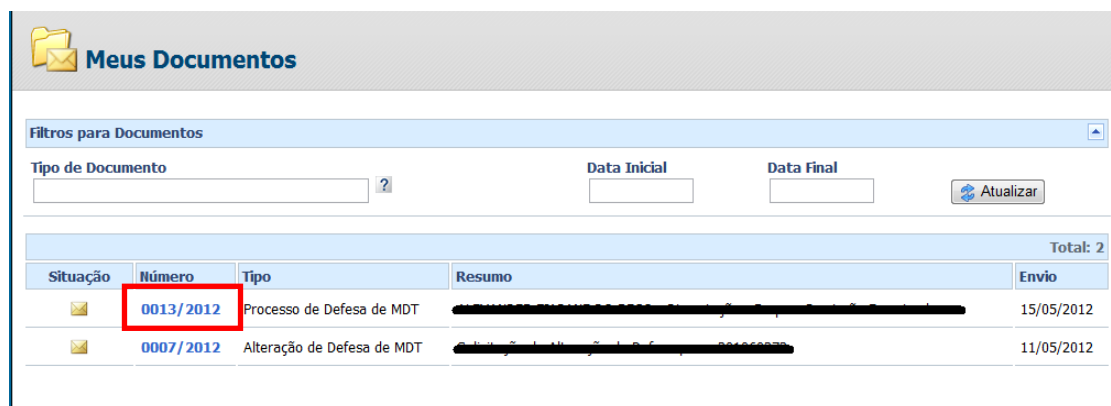 Meus Documentos
Filtros para Documentos
Tipo de Documento Data Inicial Data Final
? Atualizar
Total: 2
Situação Número Tipo Resumo Envio
0013/2012 Processo de Defesa de MDT 15/05/2012
0007/2012 Alteração de Defesa de MDT 11/05/2012